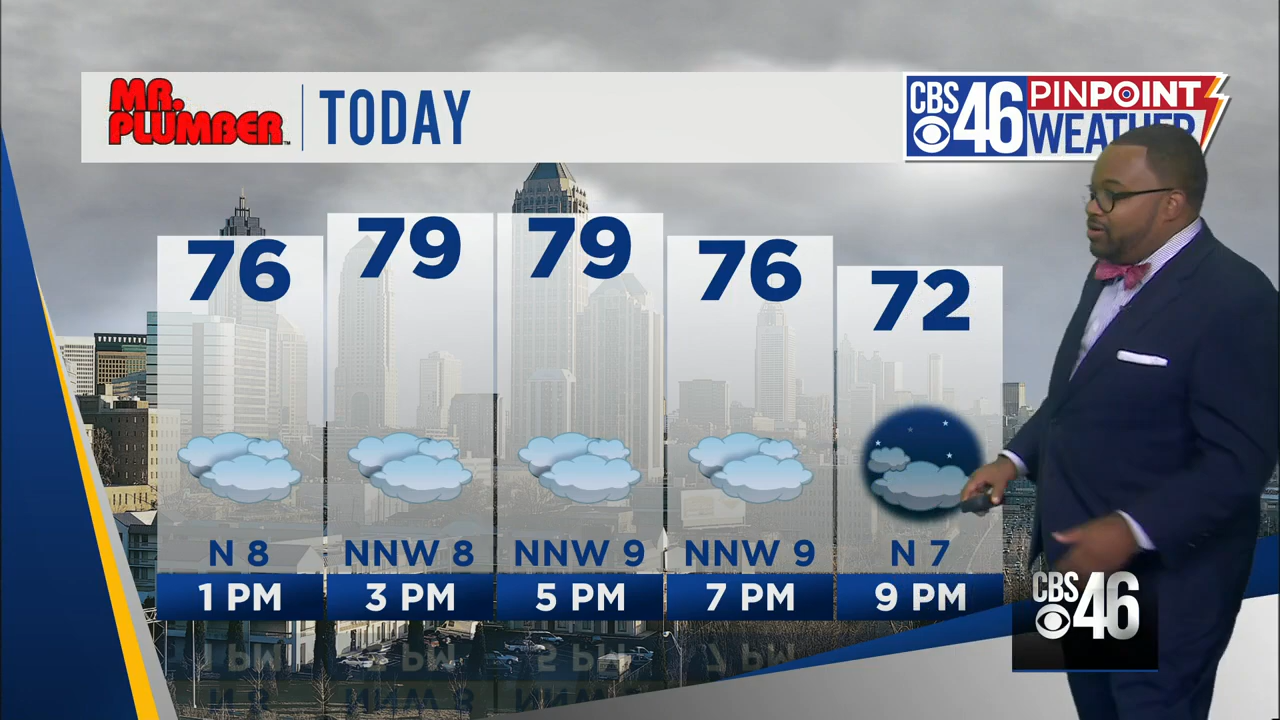 MR.
PLUMBER™
TODAY
CBS 46
PINPOINT
WEATHER
76
79
79
76
72
N 8
NNW 8
NNW 9
NNW 9
N 7
1 PM
3 PM
5 PM
7 PM
9 PM
CBS 46